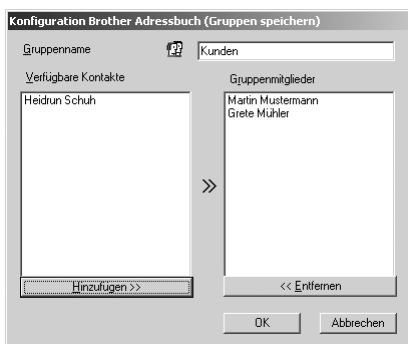 Konfiguration Brother Adressbuch (Gruppen speichern)
Gruppenname
Kunden
Verfügbare Kontakte
Gruppenmitglieder
Heidrun Schuh
Martin Mustermann
Grete Mühler
Hinzufügen >>
<< Entfernen
OK
Abbrechen